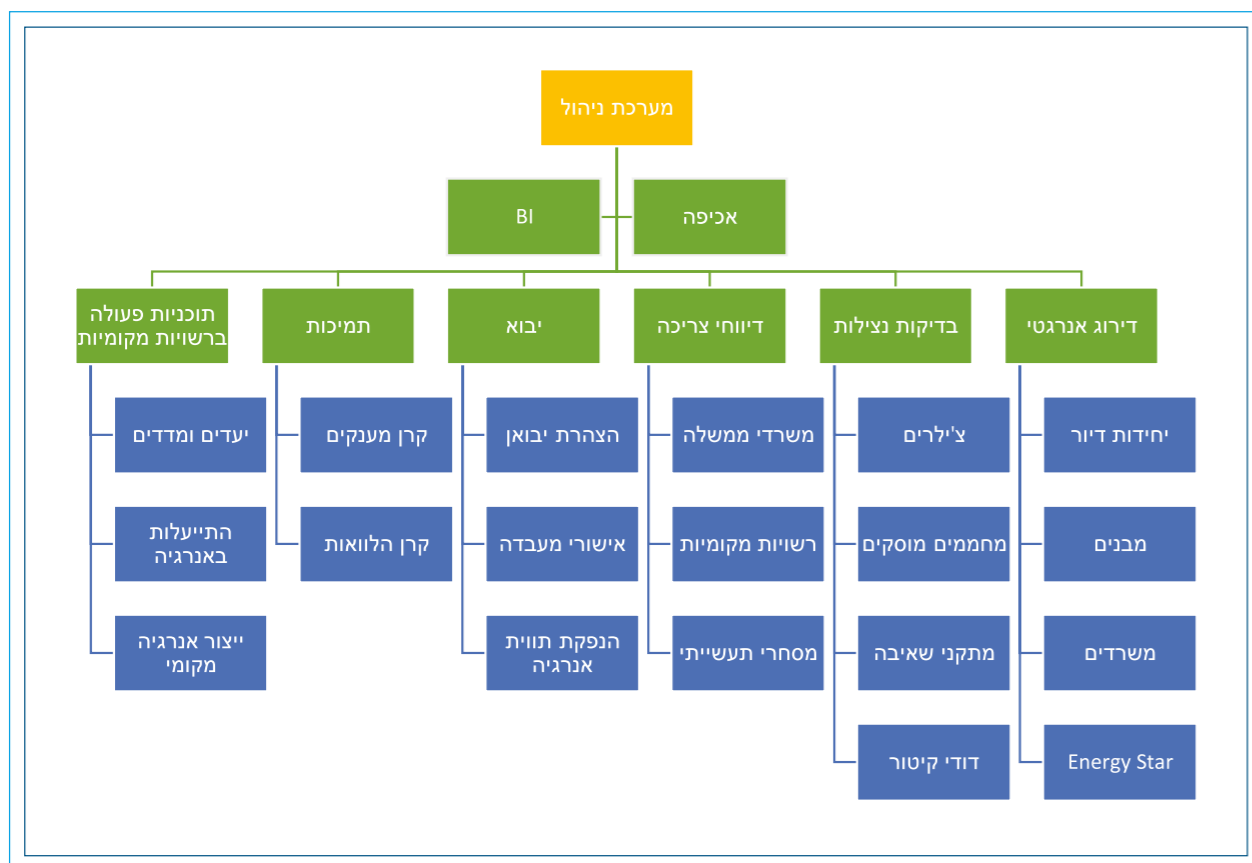 מערכת ניהול
אכיפה
BI
דירוג אנרגטי
בדיקות נצילות
דיווחי צריכה
יבוא
תמיכות
תוכניות פעולה
ברשויות מקומיות
יחידות דיור
צ'ילרים
משרדי ממשלה
הצהרת יבואן
קרן מענקים
יעדים ומדדים
מבנים
מחממים מוסקים
רשויות מקומיות
אישורי מעבדה
קרן הלוואות
התייעלות
באנרגיה
משרדים
מתקני שאיבה
מסחרי תעשייתי
הנפקת תווית
אנרגיה
ייצור אנרגיה
מקומי
Energy Star
דודי קיטור